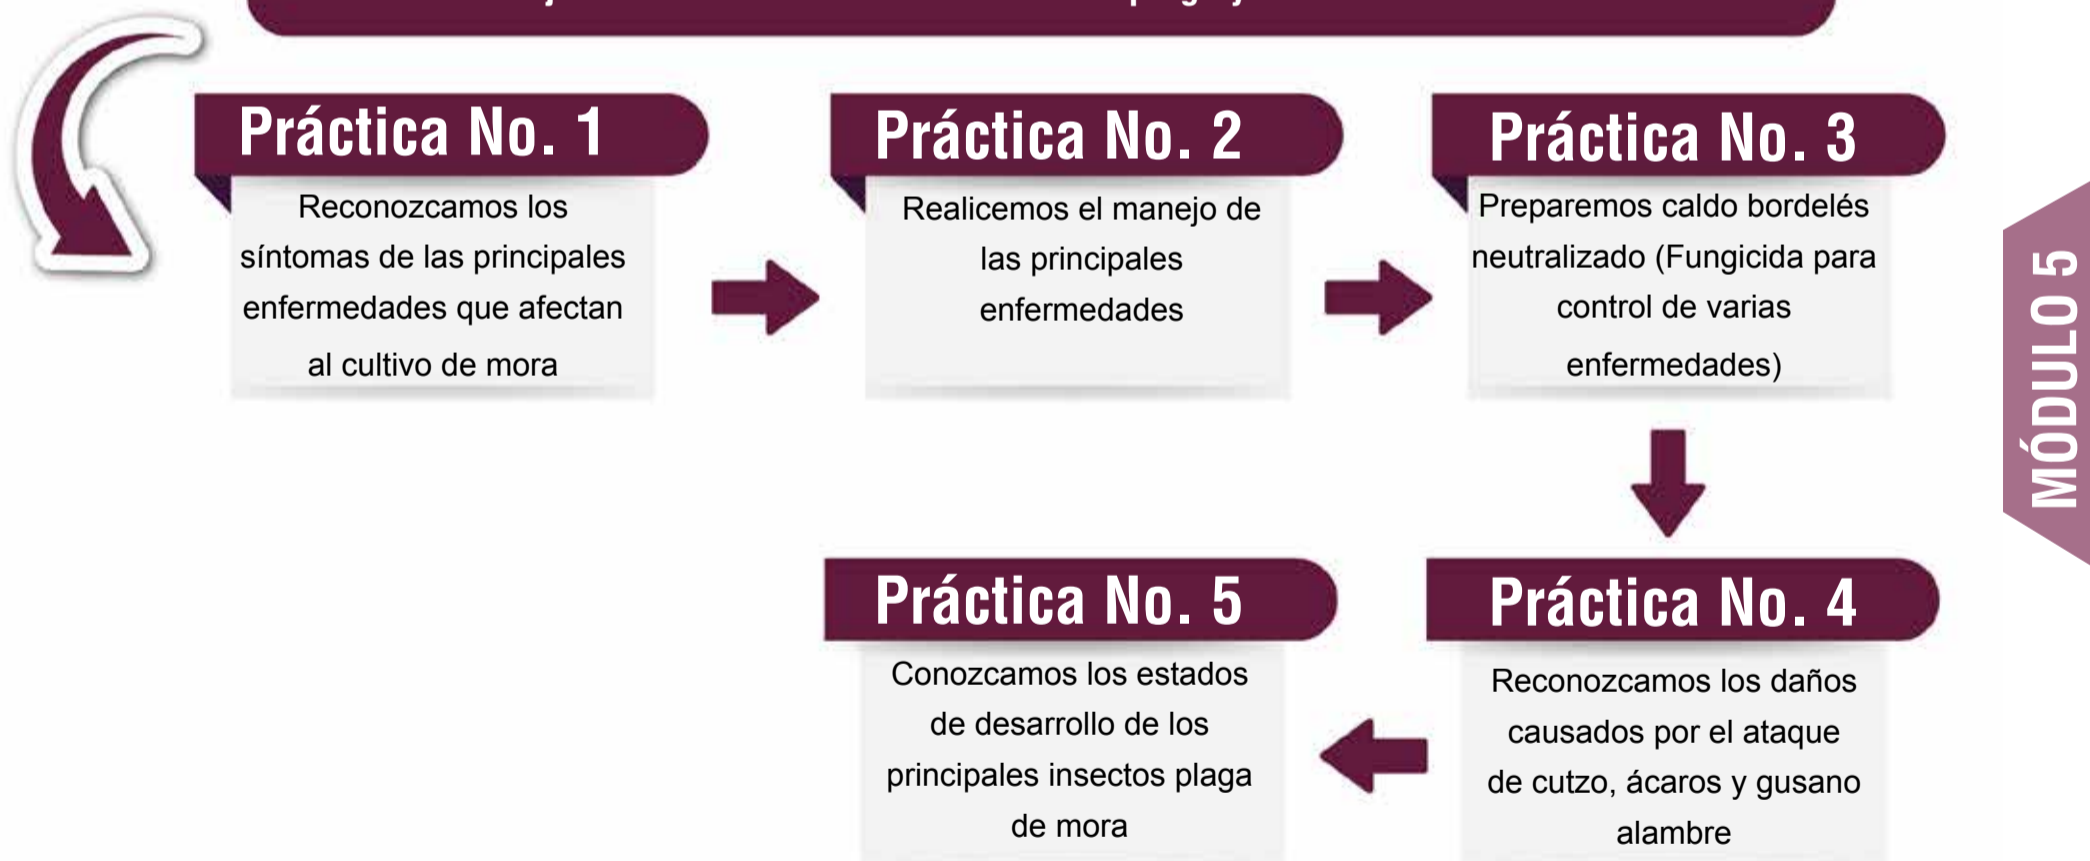 Práctica No. 1
Reconozcamos los
síntomas de las principales
enfermedades que afectan
al cultivo de mora
Práctica No. 2
Realicemos el manejo de
las principales
enfermedades
Práctica No. 3
Preparemos caldo bordelés
neutralizado (Fungicida para
control de varias
enfermedades)
Práctica No. 4
Reconozcamos los daños
causados por el ataque
de cutzo, ácaros y gusano
alambre
Práctica No. 5
Conozcamos los estados
de desarrollo de los
principales insectos plaga
de mora
MÓDULO 5